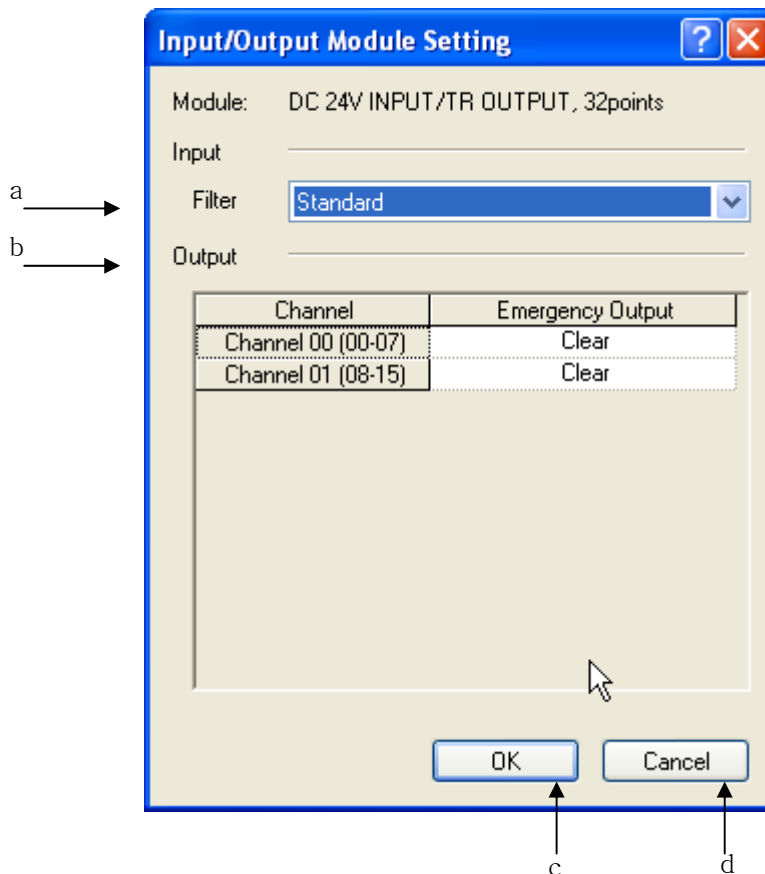 Input/Output Module Setting
Module: DC 24V INPUT/TR OUTPUT, 32points
Input
a
Filter Standard
b
Output
Channel Emergency Output
Channel 00 (00-07) Clear
Channel 01 (08-15) Clear
OK Cancel
c d